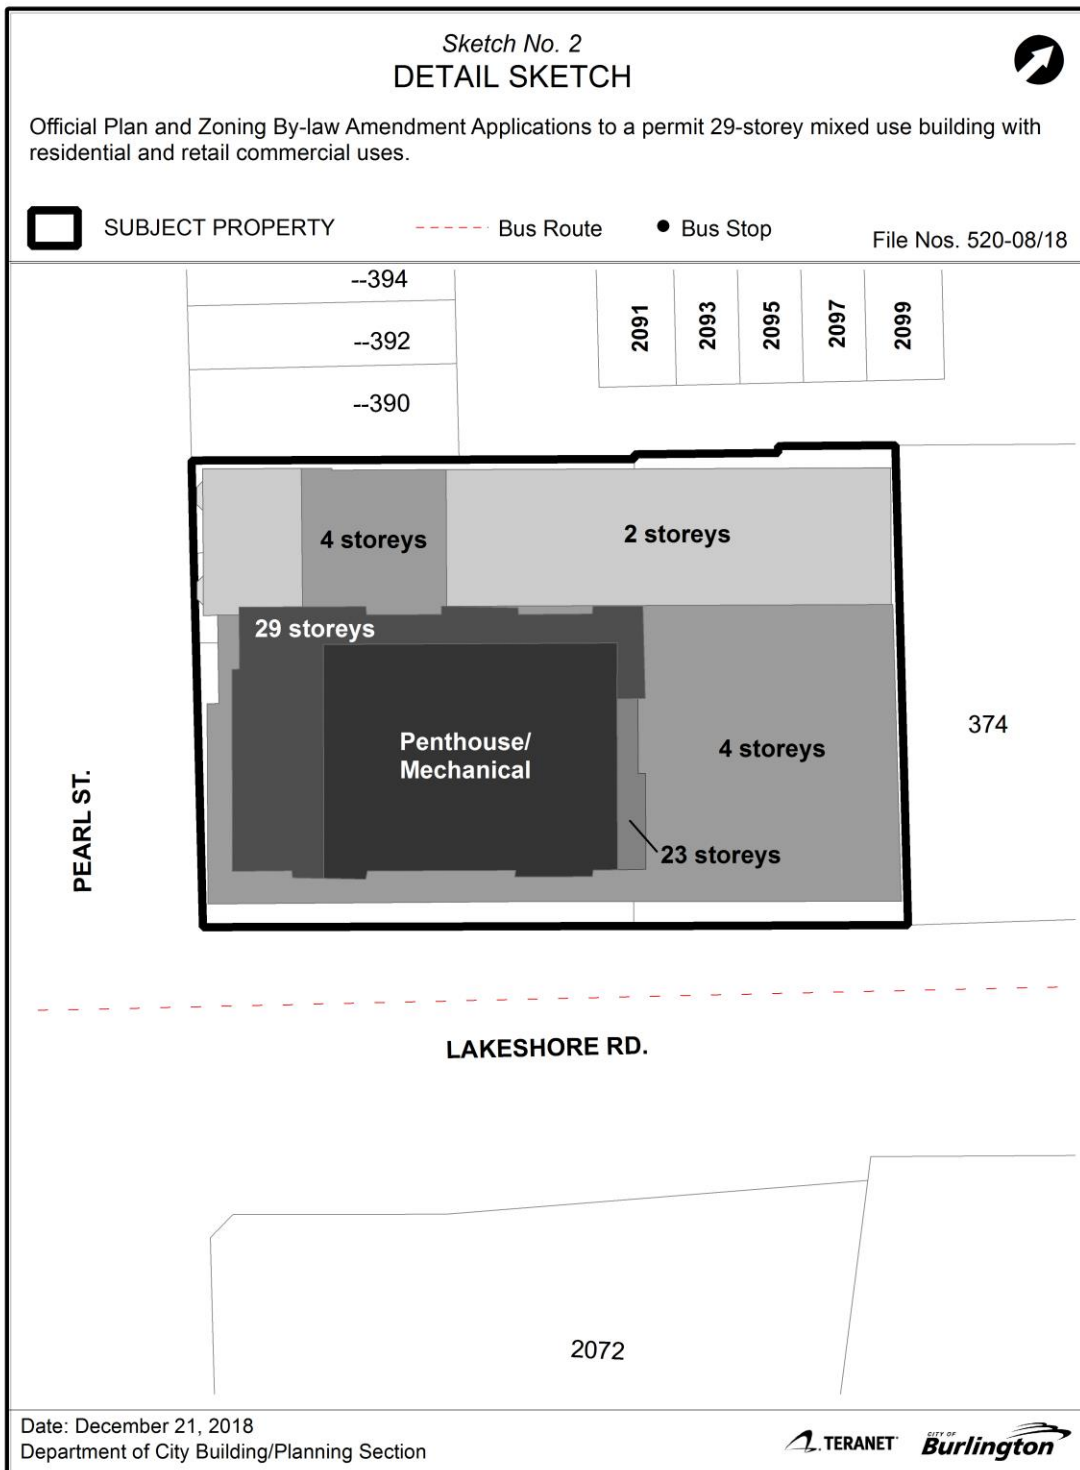 Sketch No. 2
DETAIL SKETCH
Official Plan and Zoning By-law Amendment Applications to a permit 29-storey mixed use building with
residential and retail commercial uses.
SUBJECT PROPERTY
Bus Route
Bus Stop
File Nos. 520-08/18
--394
--392
--390
2091
2093
2095
2097
2099
4 storeys
2 storeys
29 storeys
Penthouse/
Mechanical
4 storeys
23 storeys
374
PEARL ST.
LAKESHORE RD.
2072
Date: December 21, 2018
Department of City Building/Planning Section
TERANET
CITY OF
Burlington